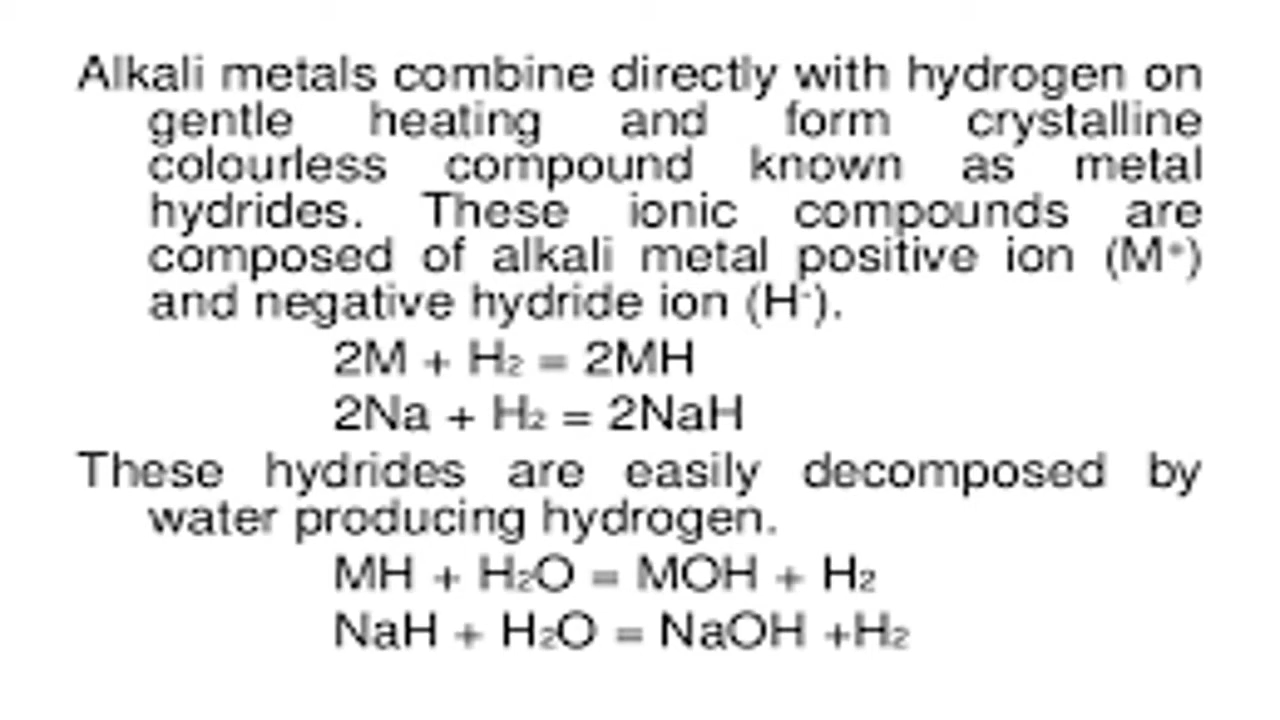 Alkali metals combine directly with hydrogen on
gentle heating and form crystalline
colourless compound known as metal
hydrides. These ionic compounds are
composed of alkali metal positive ion (M⁺)
and negative hydride ion (H⁻).
2M + H₂ = 2MH
2Na + H₂ = 2NaH
These hydrides are easily decomposed by
water producing hydrogen.
MH + H₂O = MOH + H₂
NaH + H₂O = NaOH +H₂